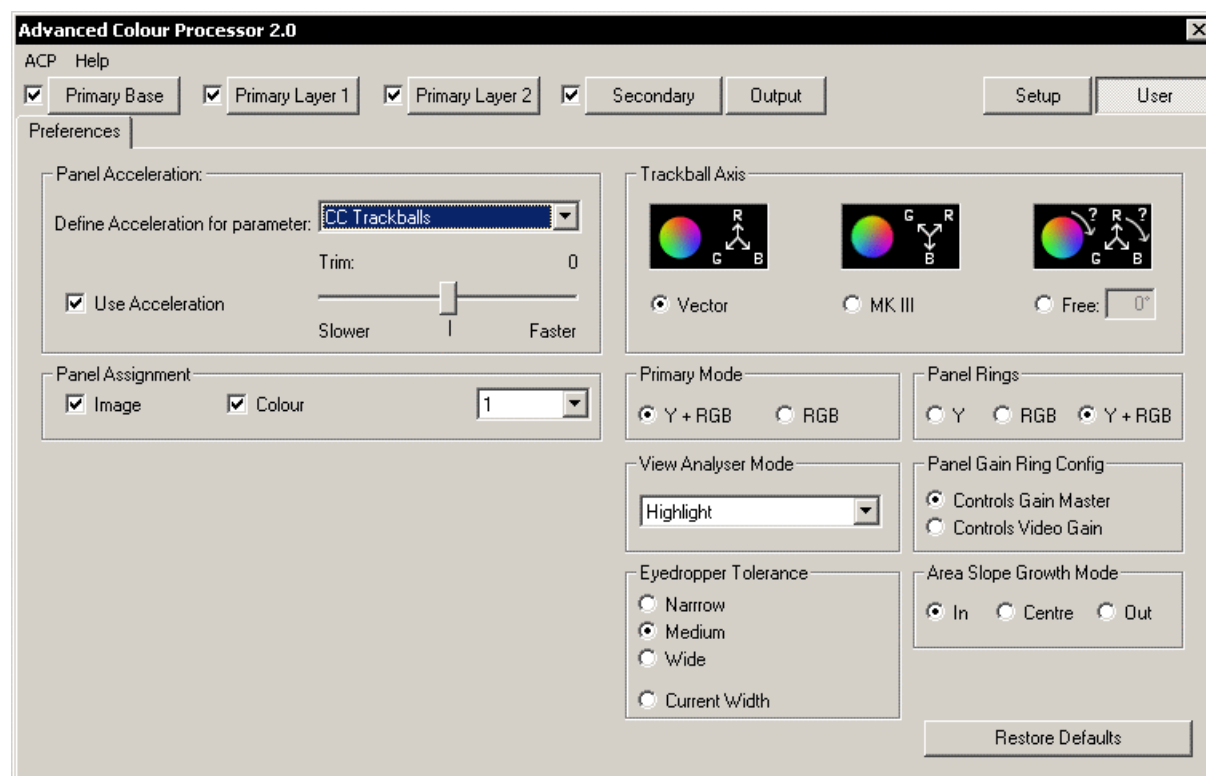 Advanced Colour Processor 2.0
ACP Help
Primary Base Primary Layer 1 Primary Layer 2 Secondary Output Setup User
Preferences
Panel Acceleration:
Define Acceleration for parameter: CC Trackballs
Trim: 0
Use Acceleration
Slower Faster
Panel Assignment
Image Colour 1
Trackball Axis
R G B
G R B
? R ? G B
Vector MK III Free: 0°
Primary Mode
Y + RGB RGB
Panel Rings
Y RGB Y + RGB
View Analyser Mode
Highlight
Panel Gain Ring Config
Controls Gain Master
Controls Video Gain
Eyedropper Tolerance
Narrrow
Medium
Wide
Current Width
Area Slope Growth Mode
In Centre Out
Restore Defaults